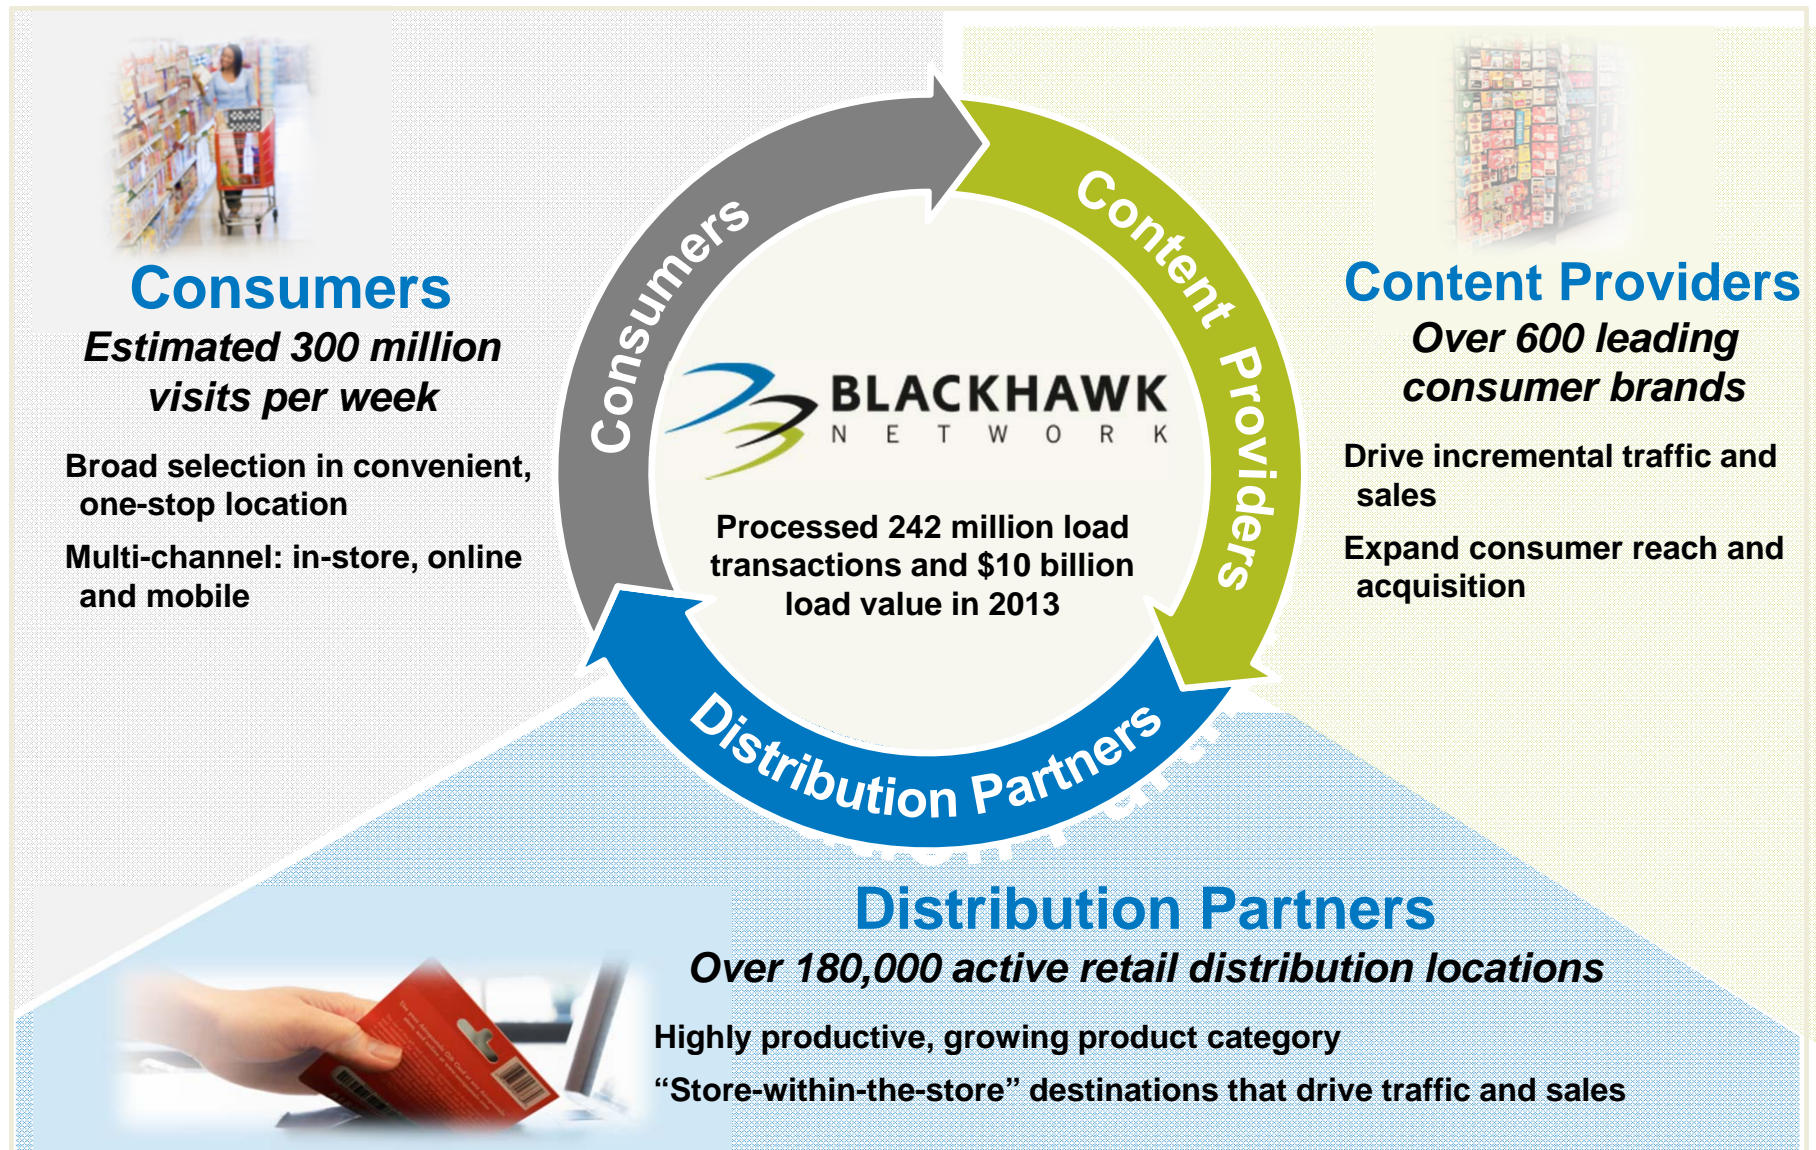 Consumers
Estimated 300 million
visits per week
Broad selection in convenient,
one-stop location
Multi-channel: in-store, online
and mobile
Consumers
Content Providers
Distribution Partners
BLACKHAWK
NETWORK
Processed 242 million load
transactions and $10 billion
load value in 2013
Content Providers
Over 600 leading
consumer brands
Drive incremental traffic and
sales
Expand consumer reach and
acquisition
Distribution Partners
Over 180,000 active retail distribution locations
Highly productive, growing product category
“Store-within-the-store” destinations that drive traffic and sales